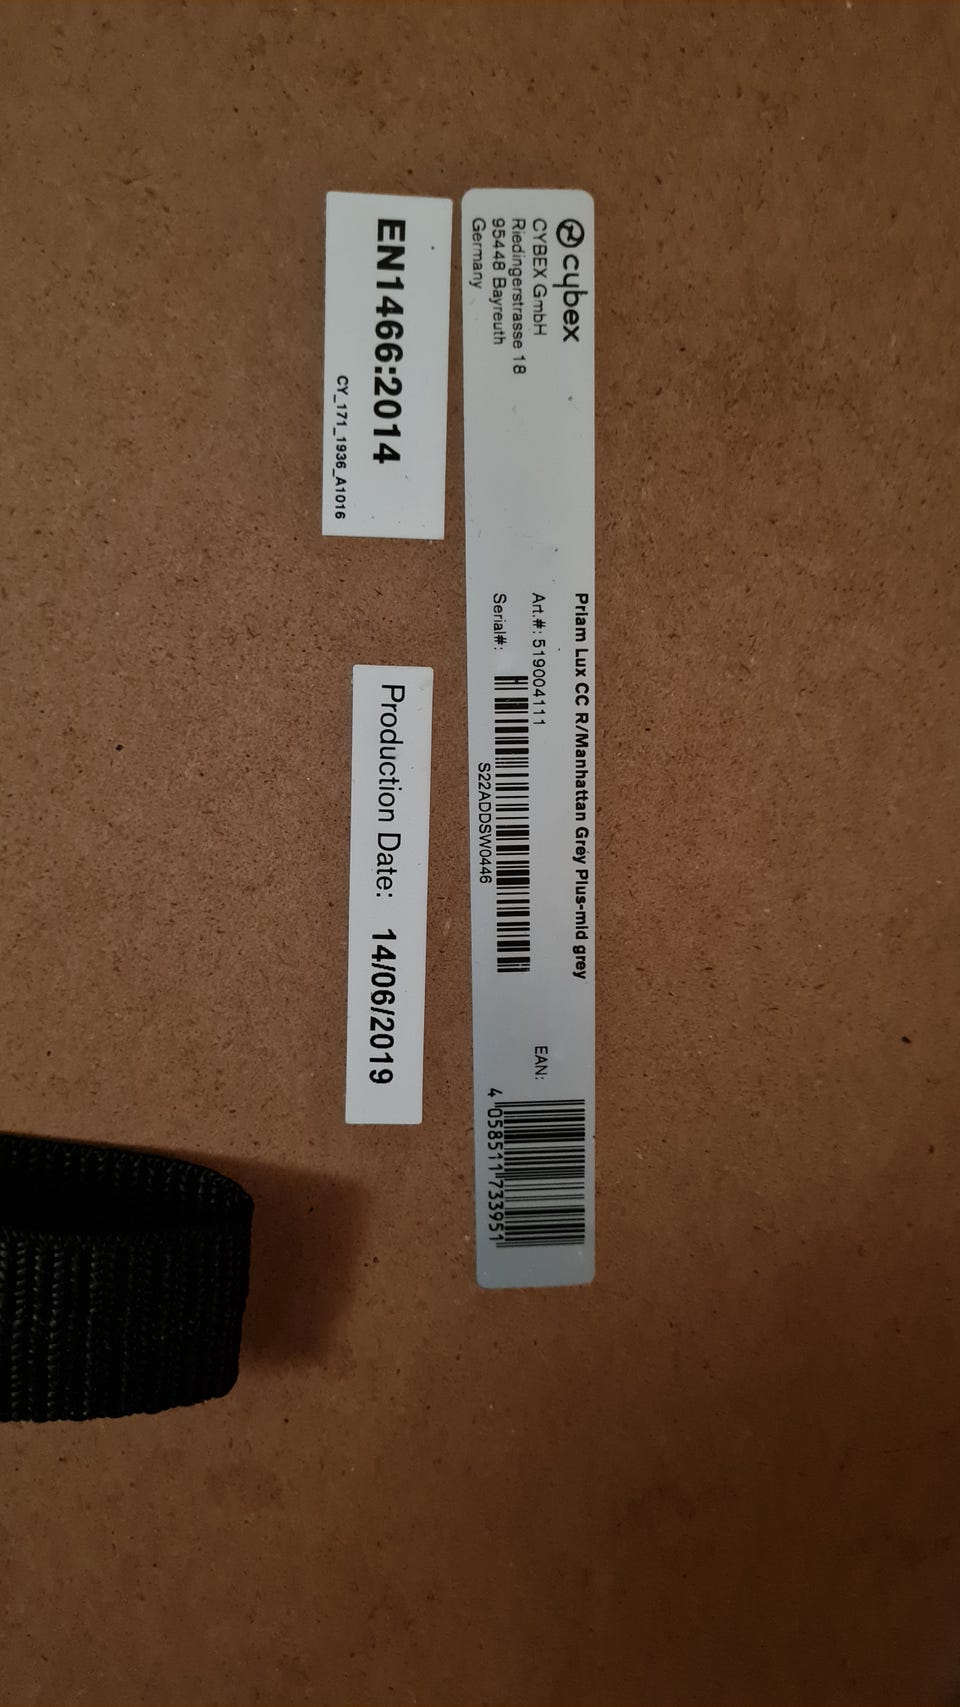 cybex
CYBEX GmbH
Riedingerstrasse 18
95448 Bayreuth
Germany
Priam Lux CC R/Manhattan Grey Plus-mid grey
Art.#: 519004111
Serial#:
S22ADDSW0446
EAN:
4 058511 733951
EN1466:2014
CY_171_1936_A1016
Production Date: 14/06/2019